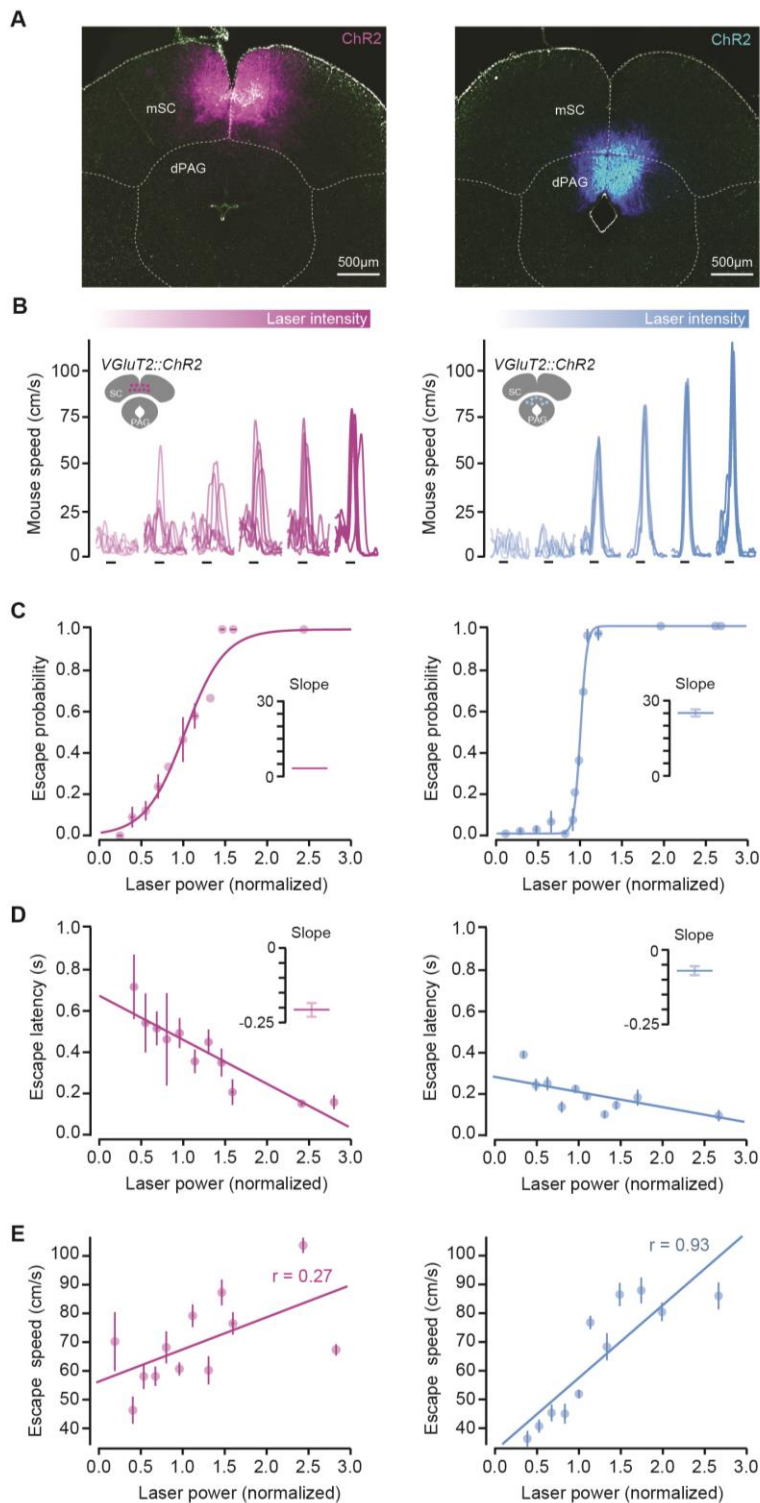 A
ChR2
mSC
dPAG
500µm
ChR2
mSC
dPAG
500µm
B
Laser intensity
Laser intensity
Mouse speed (cm/s)
100
75
50
25
0
VGluT2::ChR2
SC
PAG
Mouse speed (cm/s)
100
75
50
25
0
VGluT2::ChR2
SC
PAG
C
Escape probability
1.0
0.8
0.6
0.4
0.2
0.0
Slope
30
0
0.0 0.5 1.0 1.5 2.0 2.5 3.0
Laser power (normalized)
Escape probability
1.0
0.8
0.6
0.4
0.2
0.0
Slope
30
0
0.0 0.5 1.0 1.5 2.0 2.5 3.0
Laser power (normalized)
D
Escape latency (s)
1.0
0.8
0.6
0.4
0.2
0.0
Slope
0
-0.25
0.0 0.5 1.0 1.5 2.0 2.5 3.0
Laser power (normalized)
Escape latency (s)
1.0
0.8
0.6
0.4
0.2
0.0
Slope
0
-0.25
0.0 0.5 1.0 1.5 2.0 2.5 3.0
Laser power (normalized)
E
Escape speed (cm/s)
100
90
80
70
60
50
40
r = 0.27
0.0 0.5 1.0 1.5 2.0 2.5 3.0
Laser power (normalized)
Escape speed (cm/s)
100
90
80
70
60
50
40
r = 0.93
0.0 0.5 1.0 1.5 2.0 2.5 3.0
Laser power (normalized)